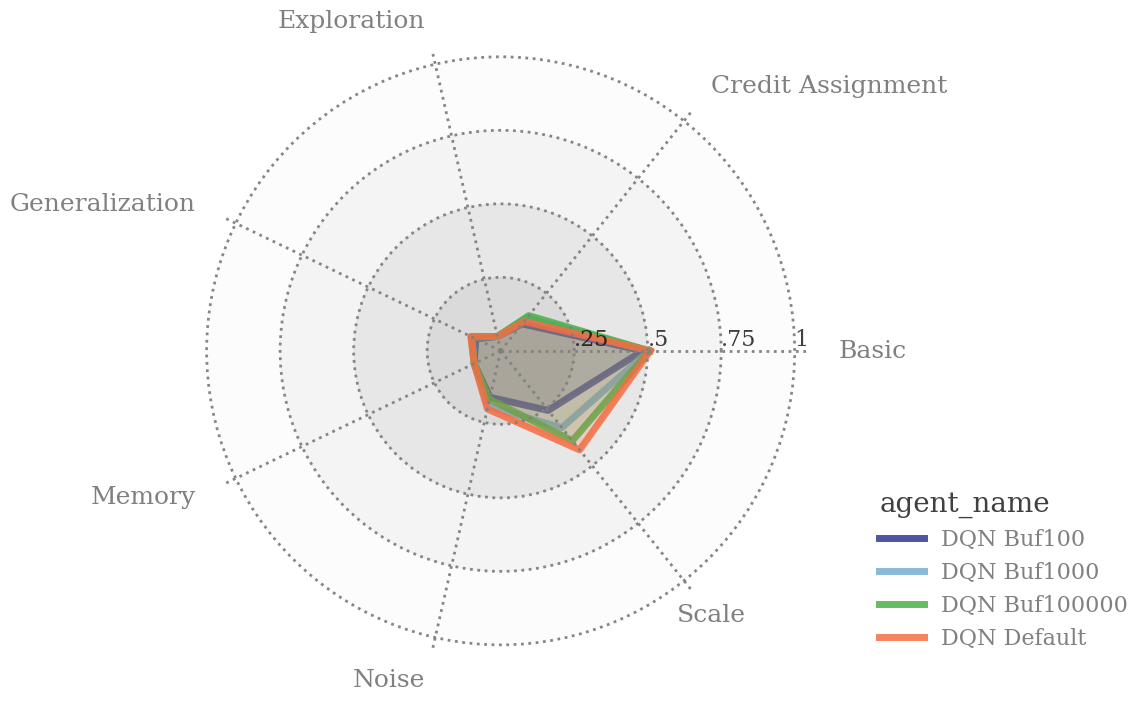 Exploration
Credit Assignment
Generalization
.25
.5
.75
1
Basic
Memory
Scale
Noise
agent_name
DQN Buf100
DQN Buf1000
DQN Buf100000
DQN Default